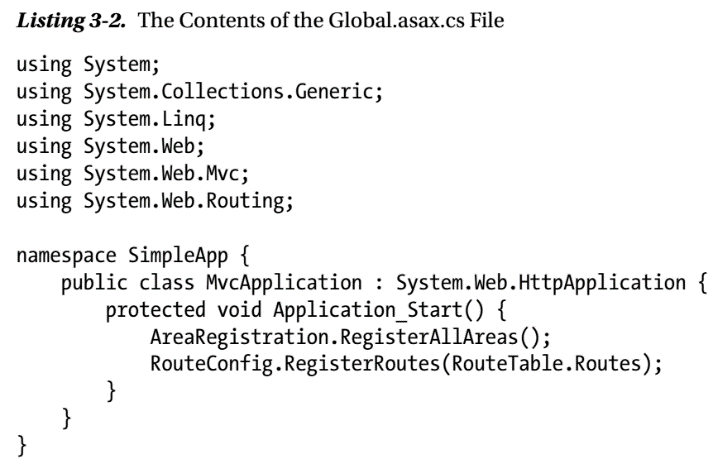 Listing 3-2. The Contents of the Global.asax.cs File
using System;
using System.Collections.Generic;
using System.Linq;
using System.Web;
using System.Web.Mvc;
using System.Web.Routing;
namespace SimpleApp {
    public class MvcApplication : System.Web.HttpApplication {
        protected void Application_Start() {
            AreaRegistration.RegisterAllAreas();
            RouteConfig.RegisterRoutes(RouteTable.Routes);
        }
    }
}